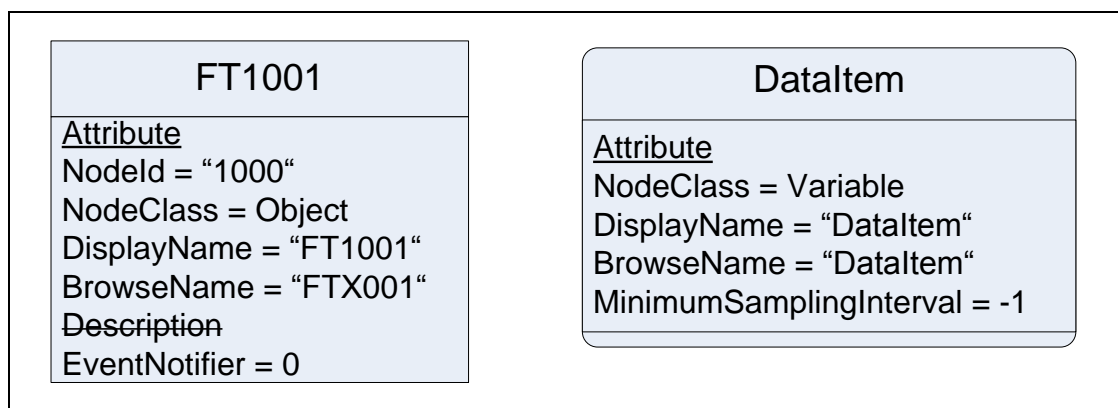 FT1001
Attribute
NodeId = “1000“
NodeClass = Object
DisplayName = “FT1001“
BrowseName = “FTX001“
Description
EventNotifier = 0
DataItem
Attribute
NodeClass = Variable
DisplayName = “DataItem“
BrowseName = “DataItem“
MinimumSamplingInterval = -1